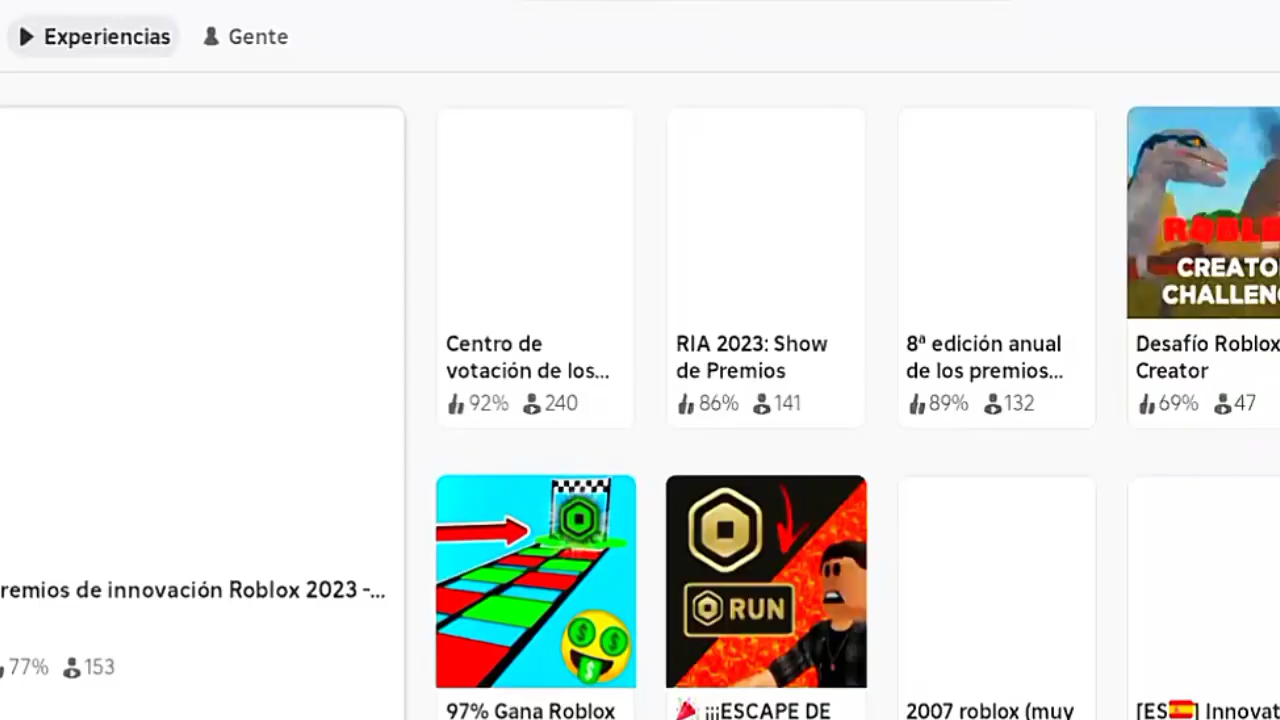 Experiencias
Gente
Centro de
votación de los...
92% 240
RIA 2023: Show
de Premios
86% 141
8ª edición anual
de los premios...
89% 132
CREATO
CHALLEN
Desafío Roblox
Creator
69% 47
remios de innovación Roblox 2023 -...
77% 153
97% Gana Roblox
RUN
¡¡¡ESCAPE DE
2007 roblox (muy
[ES🇪🇸] Innovat